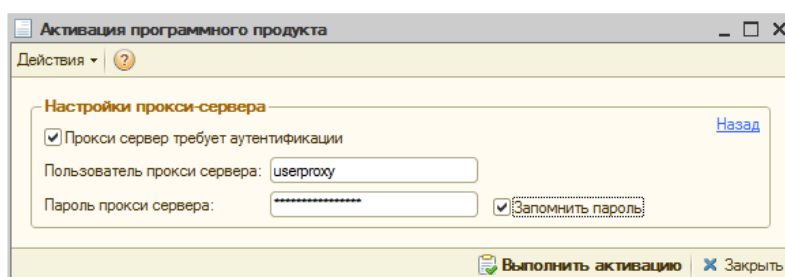 Активация программного продукта
Действия
Настройки прокси-сервера
Назад
Прокси сервер требует аутентификации
Пользователь прокси сервера: userproxy
Пароль прокси сервера: **************** Запомнить пароль
Выполнить активацию Закрыть